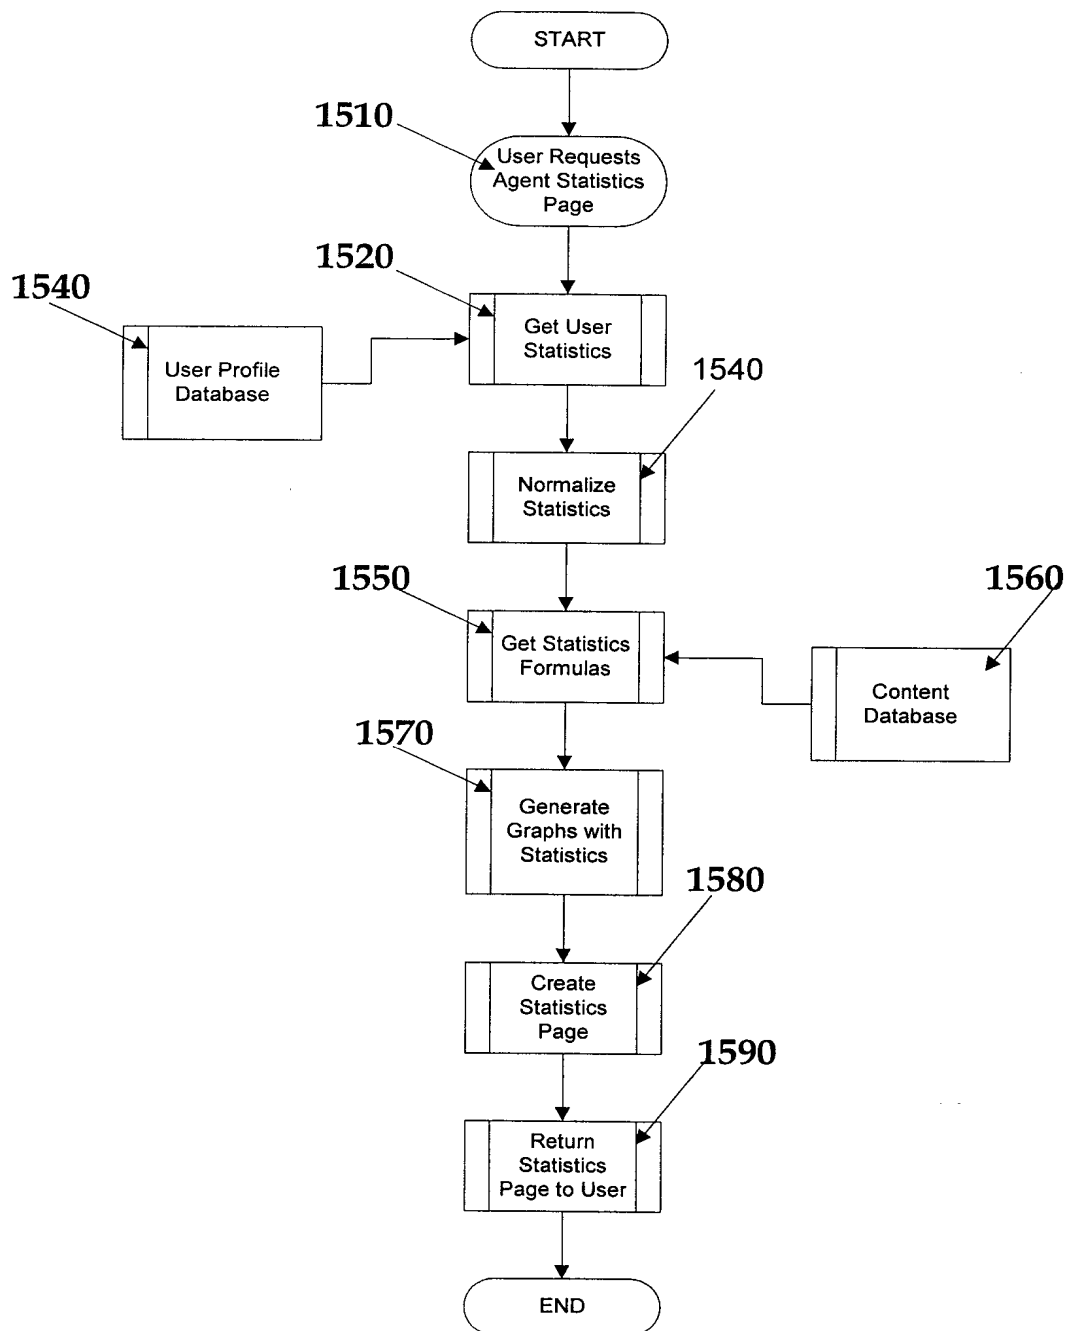 START
1510
User Requests
Agent Statistics
Page
1520
1540
Get User
Statistics
User Profile
Database
1540
Normalize
Statistics
1550
1560
Get Statistics
Formulas
Content
Database
1570
Generate
Graphs with
Statistics
1580
Create
Statistics
Page
1590
Return
Statistics
Page to User
END